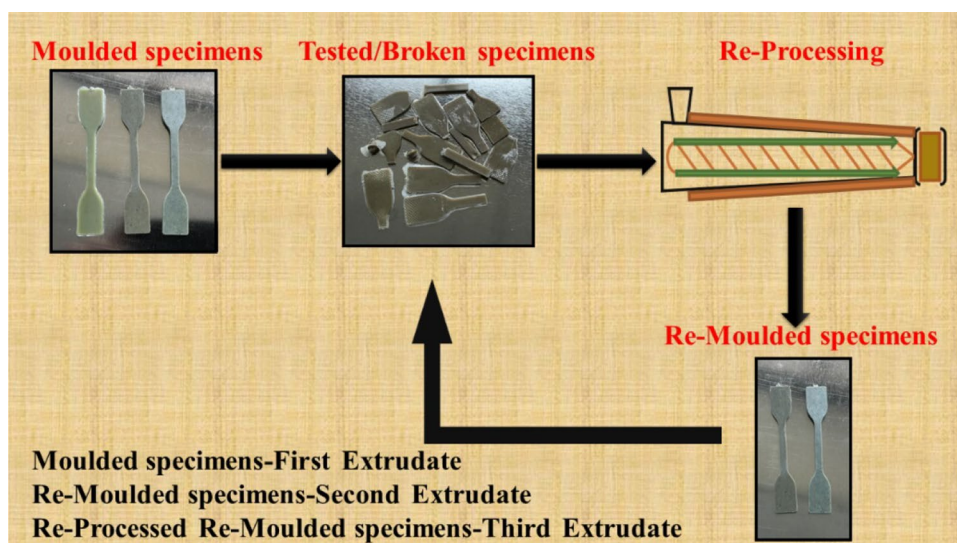 Moulded specimens
Tested/Broken specimens
Re-Processing
Re-Moulded specimens
Moulded specimens-First Extrudate
Re-Moulded specimens-Second Extrudate
Re-Processed Re-Moulded specimens-Third Extrudate